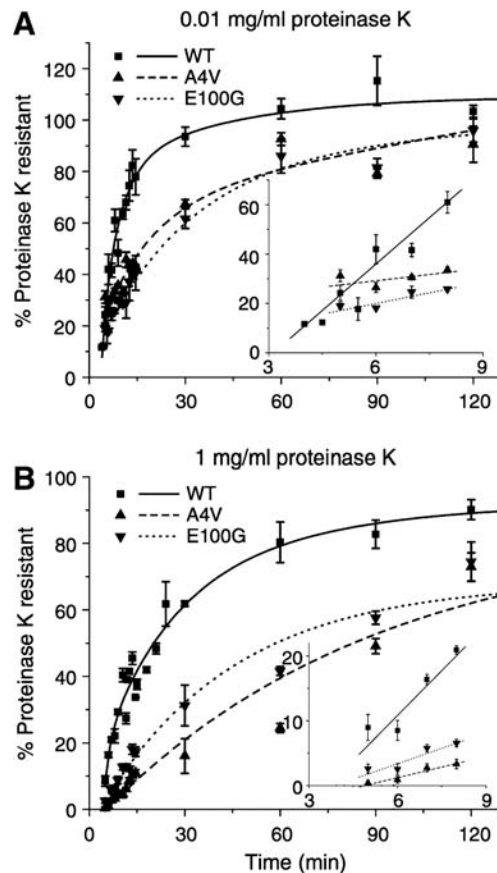 A
0.01 mg/ml proteinase K
WT
A4V
E100G
% Proteinase K resistant
120
100
80
60
40
20
0
60
40
20
0
3 6 9
0 30 60 90 120
B
1 mg/ml proteinase K
WT
A4V
E100G
% Proteinase K resistant
100
80
60
40
20
0
20
10
0
3 6 9
0 30 60 90 120
Time (min)